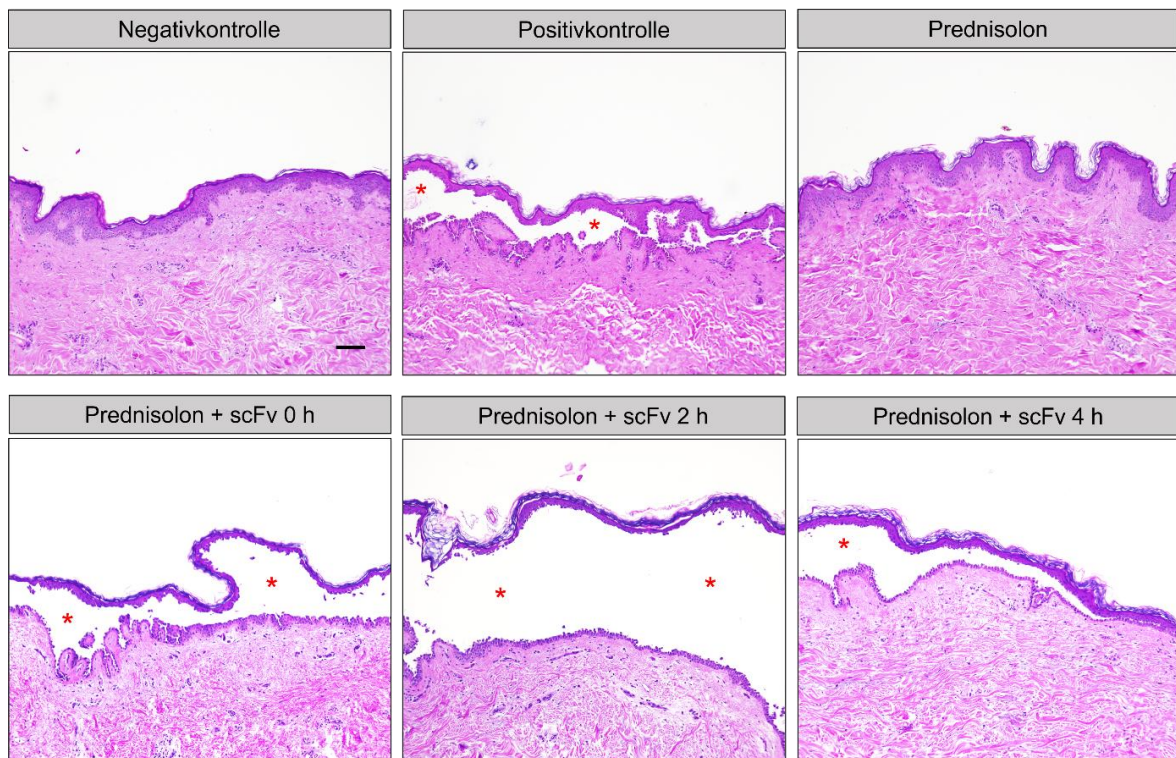 Negativkontrolle
Positivkontrolle
Prednisolon
Prednisolon + scFv 0 h
Prednisolon + scFv 2 h
Prednisolon + scFv 4 h